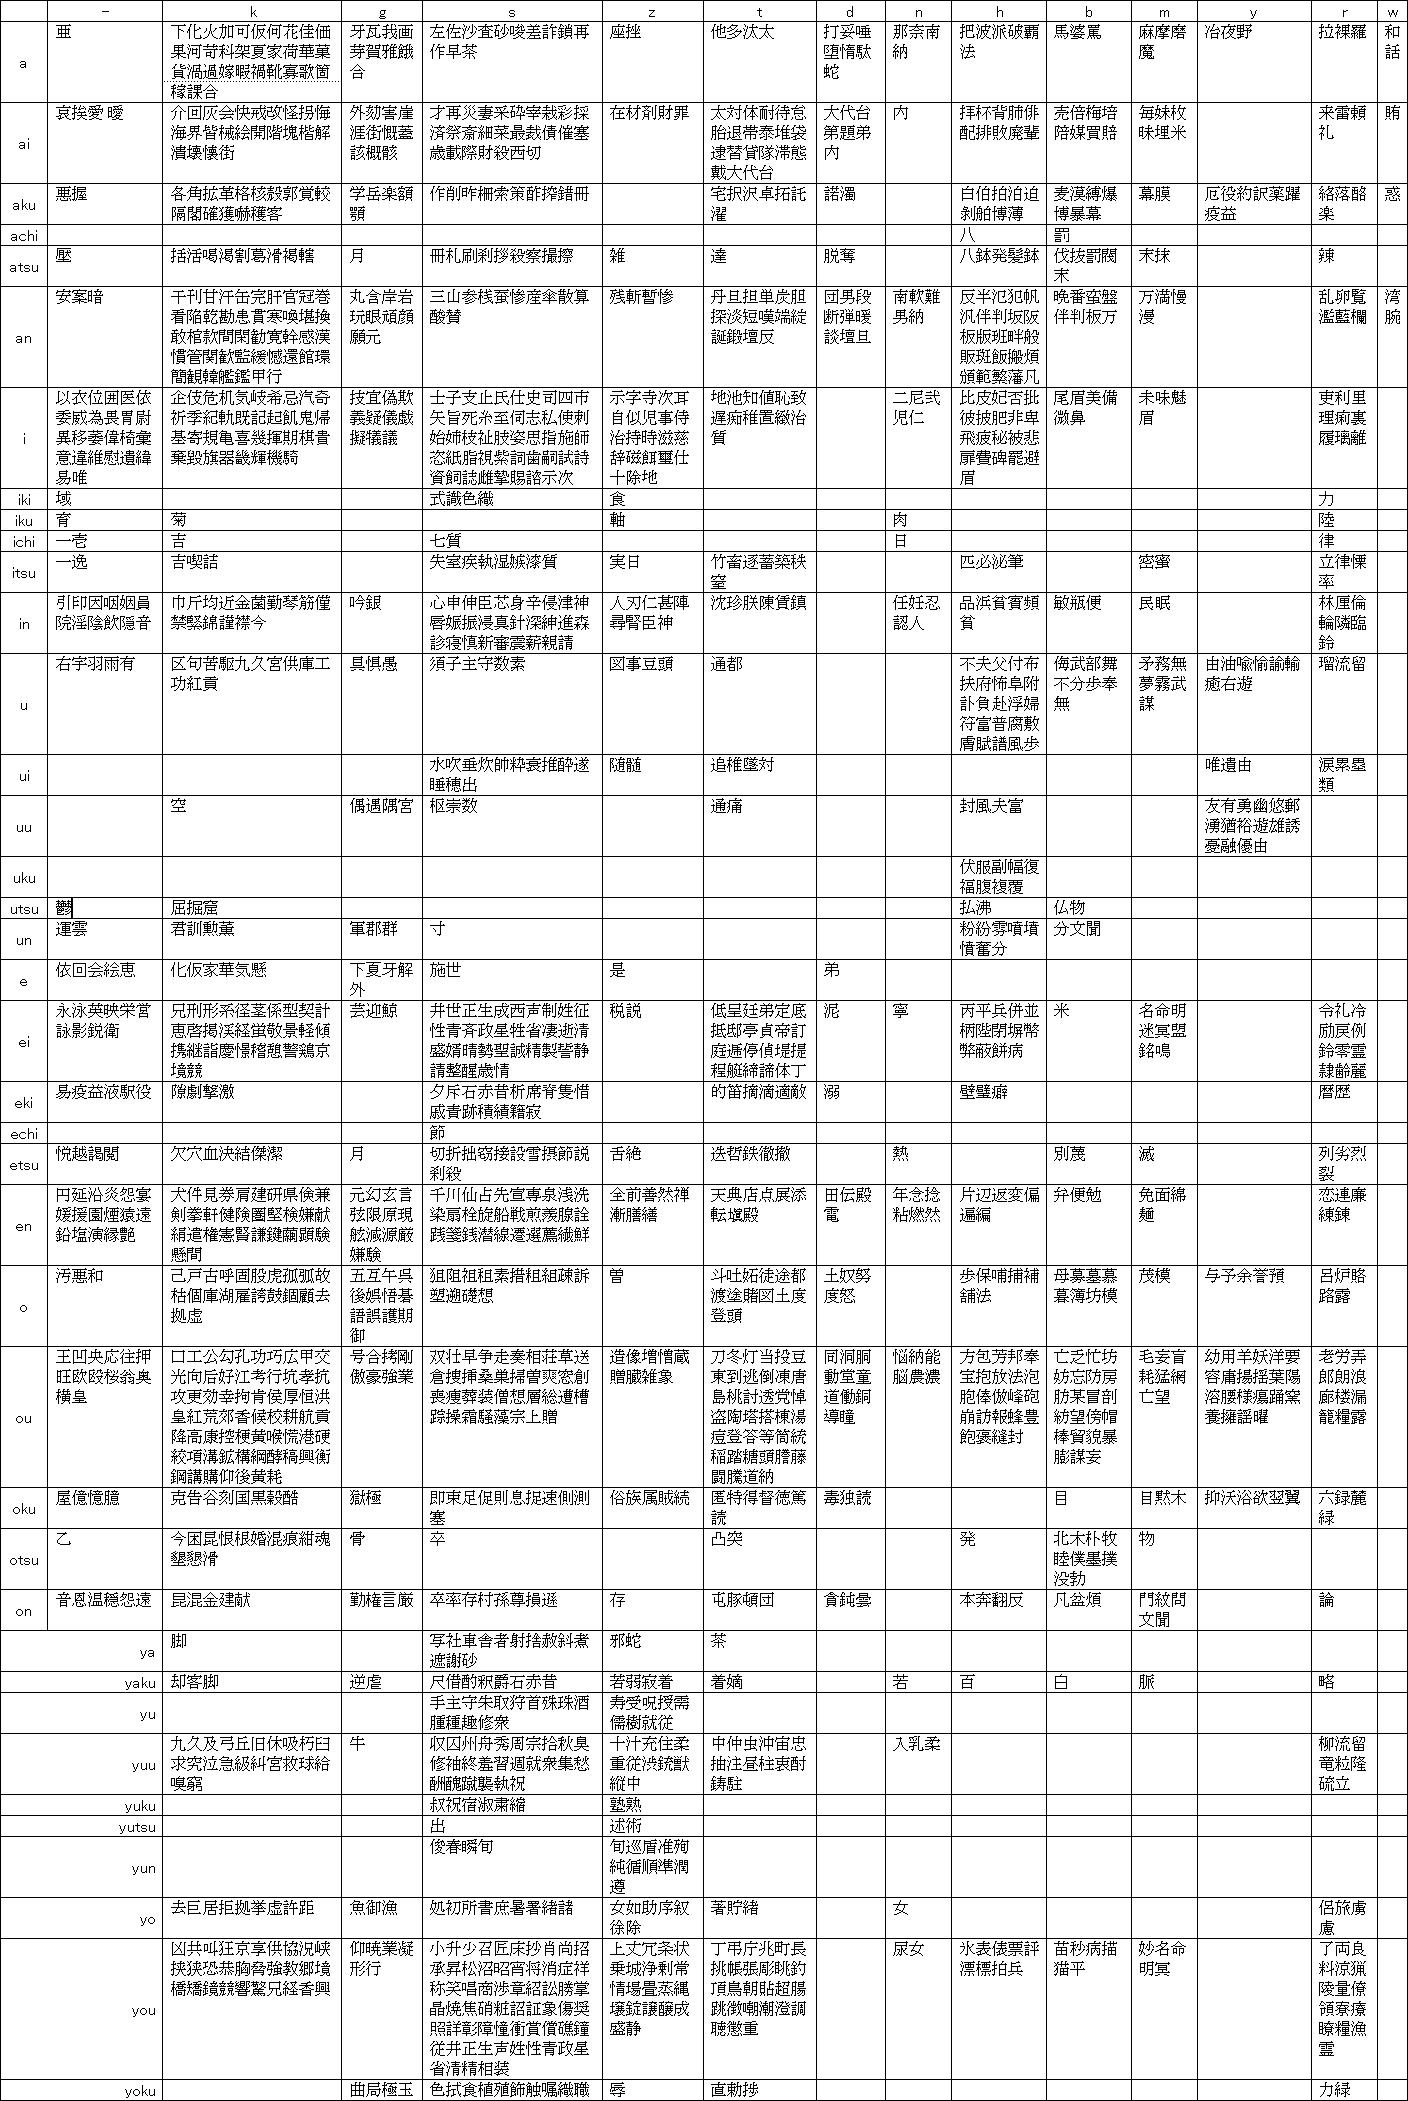 - k g s z t d n h b m y r w
a
亜
下化火加可仮何花佳価
果河苛科架夏家荷華菓
貨渦過嫁暇禍靴寡歌箇
稼課合
牙瓦我画
芽賀雅餓
合
左佐沙査砂唆差詐鎖再
作早茶
座挫
他多汰太
打妥唾
堕惰駄
蛇
那奈南
納
把波派破覇
法
馬婆罵
麻摩磨
魔
冶夜野
拉裸羅
和
話
ai
哀挨愛曖
介回灰会快戒改怪拐悔
海界皆械絵開階塊楷解
潰壊懐街
外劾害崖
涯街慨蓋
該概骸
才再災妻采砕宰栽彩採
済祭斎細菜最裁債催塞
歳載際財殺西切
在材剤財罪
太対体耐待怠
胎退帯泰堆袋
逮替貸隊滞態
戴大代台
大代台
第題弟
内
内
拝杯背肺俳
配排敗廃輩
売倍梅培
陪媒買賠
毎妹枚
昧埋米
来雷頼
礼
賄
aku
悪握
各角拡革格核殻郭覚較
隔閣確獲嚇穫客
学岳楽額
顎
作削昨柵索策酢搾錯冊
宅択沢卓拓託
濯
諾濁
白伯拍泊迫
剝舶博薄
麦漠縛爆
博暴幕
幕膜
厄役約訳薬躍
疫益
絡落酪
楽
惑
achi
八
罰
atsu
圧
括活喝渇割葛滑褐轄
月
冊札刷刹拶殺察撮擦
雑
達
脱奪
八鉢発髪鉢
伐抜罰閥
末
末抹
辣
an
安案暗
干刊甘汗缶完肝官冠巻
看陥乾勘患貫寒喚堪換
敢棺款間閑勧寛幹感漢
慣管関歓監緩憾還館環
簡観韓艦鑑甲行
丸含岸岩
玩眼頑顔
願元
三山参桟蚕惨産傘散算
酸賛
残斬暫惨
丹旦担単炭胆
探淡短嘆端綻
誕鍛壇反
団男段
断弾暖
談壇旦
南軟難
男納
反半氾犯帆
汎伴判坂阪
板版班畔般
販斑飯搬煩
頒範繁藩凡
晩番蛮盤
伴判板万
万満慢
漫
乱卵覧
濫藍欄
湾
腕
i
以衣位囲医依
委威為畏胃尉
異移萎偉椅彙
意違維慰遺緯
易唯
企伎危机気岐希忌汽奇
祈季紀軌既記起飢鬼帰
基寄規亀喜幾揮期棋貴
棄毀旗器畿輝機騎
技宜偽欺
義疑儀戯
擬犠議
士子支止氏仕史司四市
矢旨死糸至伺志私使刺
始姉枝祉肢姿思指施師
恣紙脂視紫詞歯嗣試詩
資飼誌雌摯賜諮示次
示字寺次耳
自似児事侍
治持時滋慈
辞磁餌璽仕
十除地
地池知値恥致
遅痴稚置緻治
質
二尼弐
児仁
比皮妃否批
彼披肥非卑
飛疲秘被悲
扉費碑罷避
眉
尾眉美備
微鼻
未味魅
眉
吏利里
理痢裏
履璃離
iki
域
式識色織
食
力
iku
育
菊
軸
肉
陸
ichi
一壱
吉
七質
日
律
itsu
一逸
吉喫詰
失室疾執湿嫉漆質
実日
竹畜逐蓄築秩
窒
匹必泌筆
密蜜
立律慄
率
in
引印因咽姻員
院淫陰飲隠音
巾斤均近金菌勤琴筋僅
禁緊錦謹襟今
吟銀
心申伸臣芯身辛侵津神
唇娠振浸真針深紳進森
診寝慎新審震薪親請
人刃仁甚陣
尋腎臣神
沈珍朕陳賃鎮
任妊忍
認人
品浜貧賓頻
貧
敏瓶便
民眠
林厘倫
輪隣臨
鈴
u
右宇羽雨有
区句苦駆九久宮供庫工
功紅貢
具惧愚
須子主守数素
図事豆頭
通都
不夫父付布
扶府怖阜附
訃負赴浮婦
符富普腐敷
膚賦譜風歩
侮武部舞
不分歩奉
無
矛務無
夢霧武
謀
由油喩愉諭輸
癒右遊
瑠流留
ui
水吹垂炊帥粋衰推酔遂
睡穂出
随髄
追椎墜対
唯遺由
涙累塁
類
uu
空
偶遇隅宮
枢崇数
通痛
封風夫富
友有勇幽悠郵
湧猶裕遊雄誘
憂融優由
uku
伏服副幅復
福腹複覆
utsu
鬱
屈掘窟
払沸
仏物
un
運雲
君訓勲薫
軍郡群
寸
粉紛雰噴墳
憤奮分
分文聞
e
依回会絵恵
化仮家華気懸
下夏牙解
外
施世
是
弟
ei
永泳英映栄営
詠影鋭衛
兄刑形系径茎係型契計
恵啓掲渓経蛍敬景軽傾
携継詣慶憬稽憩警鶏京
境競
芸迎鯨
井世正生成西声制姓征
性青斉政星牲省凄逝清
盛婿晴勢聖誠精製誓静
請整醒歳情
税説
低呈廷弟定底
抵邸亭貞帝訂
庭逓停偵堤提
程艇締諦体丁
泥
寧
丙平兵併並
柄陛閉塀幣
弊蔽餅病
米
名命明
迷冥盟
銘鳴
令礼冷
励戻例
鈴零霊
隷齢麗
eki
易疫益液駅役
隙劇撃激
夕斥石赤昔析席脊隻惜
戚責跡積績籍寂
的笛摘滴適敵
溺
壁璧癖
暦歴
echi
節
etsu
悦越謁閲
欠穴血決結傑潔
月
切折拙窃接設雪摂節説
刹殺
舌絶
迭哲鉄徹撤
熱
別蔑
滅
列劣烈
裂
en
円延沿炎怨宴
媛援園煙猿遠
鉛塩演縁艶
犬件見券肩建研県倹兼
剣拳軒健険圏堅検嫌献
絹遣権憲賢謙鍵繭顕験
懸間
元幻玄言
弦限原現
舷減源厳
嫌験
千川仙占先宣専泉浅洗
染扇栓旋船戦煎羨腺詮
践箋銭潜線遷選薦繊鮮
全前善然禅
漸膳繕
天典店点展添
転塡殿
田伝殿
電
年念捻
粘燃然
片辺返変偏
遍編
弁便勉
免面綿
麺
恋連廉
練錬
o
汚悪和
己戸古呼固股虎孤弧故
枯個庫湖雇誇鼓錮顧去
拠虚
五互午呉
後娯悟碁
語誤護期
御
狙阻祖租素措粗組疎訴
塑遡礎想
曽
斗吐妬徒途都
渡塗賭図土度
登頭
土奴努
度怒
歩保哺捕補
舗法
母募墓慕
暮簿坊模
茂模
与予余誉預
呂炉賂
路露
ou
王凹央応往押
旺欧殴桜翁奥
横皇
口工公勾孔功巧広甲交
光向后好江考行坑孝抗
攻更効幸拘肯侯厚恒洪
皇紅荒郊香候校耕航貢
降高康控梗黄喉慌港硬
絞項溝鉱構綱酵稿興衡
鋼講購仰後黄耗
号合拷剛
傲豪強業
双壮早争走奏相荘草送
倉捜挿桑巣掃曽爽窓創
喪痩葬装僧想層総遭槽
踪操霜騒藻宗上贈
造像増憎蔵
贈臓雑象
刀冬灯当投豆
東到逃倒凍唐
島桃討透党悼
盗陶塔搭棟湯
痘登答等筒統
稲踏糖頭謄藤
闘騰道納
同洞胴
動堂童
道働銅
導瞳
悩納能
脳農濃
方包芳邦奉
宝抱放法泡
胞俸倣峰砲
崩訪報蜂豊
飽褒縫封
亡乏忙坊
妨忘防房
肪某冒剖
紡望傍帽
棒貿貌暴
膨謀妄
毛妄盲
耗猛網
亡望
幼用羊妖洋要
容庸揚揺葉陽
溶腰様瘍踊窯
養擁謡曜
老労弄
郎朗浪
廊楼漏
籠糧露
oku
屋億憶臆
克告谷刻国黒穀酷
獄極
即束足促則息捉速側測
塞
俗族属賊続
匿特得督徳篤
読
毒独読
目
目黙木
抑沃浴欲翌翼
六録麓
緑
otsu
乙
今困昆恨根婚混痕紺魂
墾懇滑
骨
卒
凸突
発
北木朴牧
睦僕墨撲
没勃
物
on
音恩温穏怨遠
昆混金建献
勤権言厳
卒率存村孫尊損遜
存
屯豚頓団
貪鈍曇
本奔翻反
凡盆煩
門紋問
文聞
論
ya
脚
写社車舎者射捨赦斜煮
遮謝砂
邪蛇
茶
yaku
却客脚
逆虐
尺借酌釈爵石赤昔
若弱寂着
着嫡
若
百
白
脈
略
yu
手主守朱取狩首殊珠酒
腫種趣修衆
寿受呪授需
儒樹就従
yuu
九久及弓丘旧休吸朽臼
求究泣急級糾宮救球給
嗅窮
牛
収囚州舟秀周宗拾秋臭
修袖終羞習週就衆集愁
酬醜蹴襲執祝
十汁充住柔
重従渋銃獣
縦中
中仲虫沖宙忠
抽注昼柱衷酎
鋳駐
入乳柔
柳流留
竜粒隆
硫立
yuku
叔祝宿淑粛縮
塾熟
yutsu
出
述術
yun
俊春瞬旬
旬巡盾准殉
純循順準潤
遵
yo
去巨居拒拠挙虚許距
魚御漁
処初所書庶暑署緒諸
女如助序叙
徐除
著貯緒
女
侶旅虜
慮
you
凶共叫狂京享供協況峡
挟狭恐恭胸脅強教郷境
橋矯鏡競響驚兄経香興
仰暁業凝
形行
小升少召匠床抄肖尚招
承昇松沼昭宵将消症祥
称笑唱商渉章紹訟勝掌
晶焼焦硝粧詔証象傷奨
照詳彰障憧衝賞償礁鐘
従井正生声姓性青政星
省清精相装
上丈冗条状
乗城浄剰常
情場畳蒸縄
壌錠譲醸成
盛静
丁弔庁兆町長
挑帳張彫眺釣
頂鳥朝貼超腸
跳徴嘲潮澄調
聴懲重
尿女
氷表俵票評
漂標拍兵
苗秒病描
猫平
妙名命
明冥
了両良
料涼猟
陵量僚
領寮療
瞭糧漁
霊
yoku
曲局極玉
色拭食植殖飾触嘱織職
辱
直勅捗
力緑